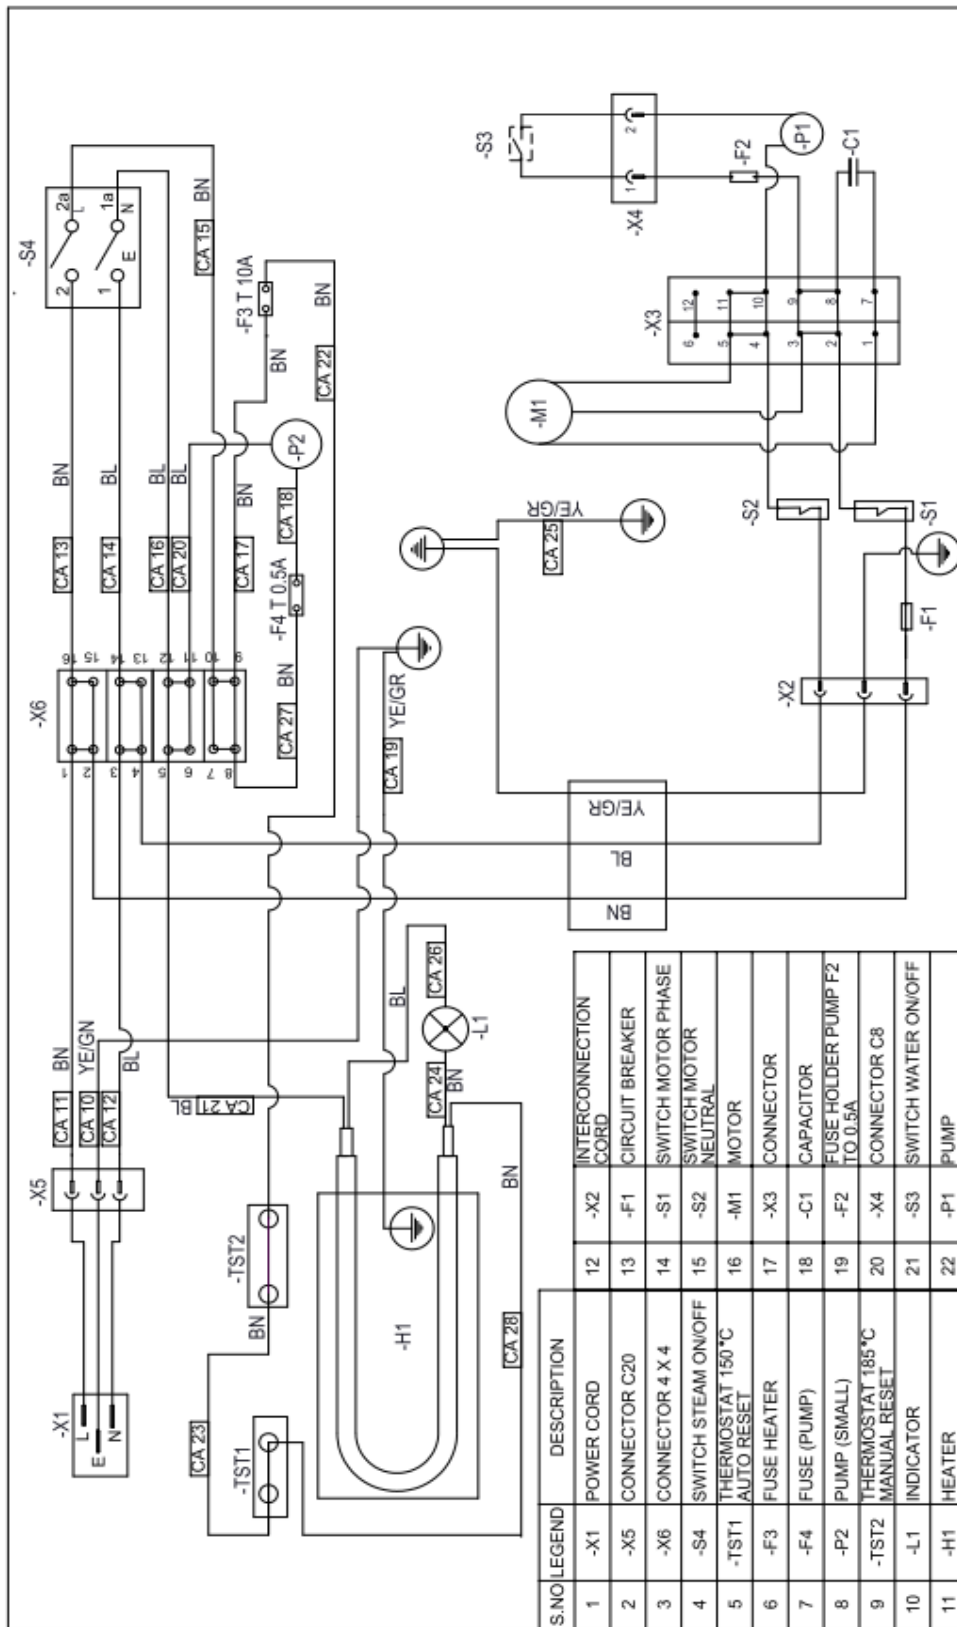 -S4
2a
L
2
1a
N
1
E
CA 15
BN
-F3 T 10A
BN
BN
CA 22
-S3
-X4
1
2
-F2
-P1
-C1
-X3
12
6
11
5
10
4
9
3
8
2
7
1
-M1
CA 13
BN
CA 14
BL
CA 16
BL
CA 20
BL
CA 17
BN
-P2
CA 18
-F4 T 0.5A
CA 27
BN
-X6
16
15
14
13
12
11
10
9
1
2
3
4
5
6
7
8
CA 19
YE/GR
CA 25
YE/GR
-S2
-S1
-F1
-X2
YE/GR
BL
BN
-X5
CA 11
BN
CA 10
YE/GN
CA 12
BL
CA 21
BL
BL
CA 26
-L1
CA 24
BN
BN
CA 28
-X1
L
E
N
-TST2
BN
CA 23
-TST1
-H1
S.NO LEGEND DESCRIPTION
1 -X1 POWER CORD
2 -X5 CONNECTOR C20
3 -X6 CONNECTOR 4 X 4
4 -S4 SWITCH STEAM ON/OFF
5 -TST1 THERMOSTAT 150°C
AUTO RESET
6 -F3 FUSE HEATER
7 -F4 FUSE (PUMP)
8 -P2 PUMP (SMALL)
9 -TST2 THERMOSTAT 185°C
MANUAL RESET
10 -L1 INDICATOR
11 -H1 HEATER
12 -X2 INTERCONNECTION
CORD
13 -F1 CIRCUIT BREAKER
14 -S1 SWITCH MOTOR PHASE
15 -S2 SWITCH MOTOR
NEUTRAL
16 -M1 MOTOR
17 -X3 CONNECTOR
18 -C1 CAPACITOR
19 -F2 FUSE HOLDER PUMP F2
TO 0.5A
20 -X4 CONNECTOR C8
21 -S3 SWITCH WATER ON/OFF
22 -P1 PUMP